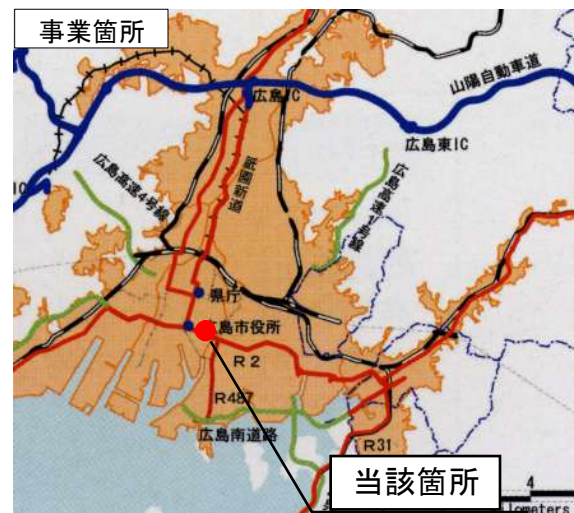 事業箇所
山陽自動車道
広島IC
広島東IC
IC
広島高速4号線
祇園新道
広島高速1号線
県庁
広島市役所
R2
R487
広島南道路
R31
当該箇所
4
lometers